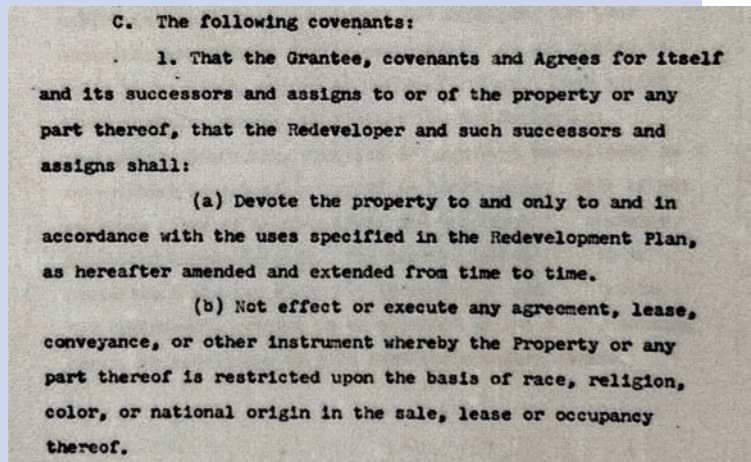 C. The following covenants:
1. That the Grantee, covenants and Agrees for itself
and its successors and assigns to or of the property or any
part thereof, that the Redeveloper and such successors and
assigns shall:
(a) Devote the property to and only to and in
accordance with the uses specified in the Redevelopment Plan,
as hereafter amended and extended from time to time.
(b) Not effect or execute any agreement, lease,
conveyance, or other instrument whereby the Property or any
part thereof is restricted upon the basis of race, religion,
color, or national origin in the sale, lease or occupancy
thereof.